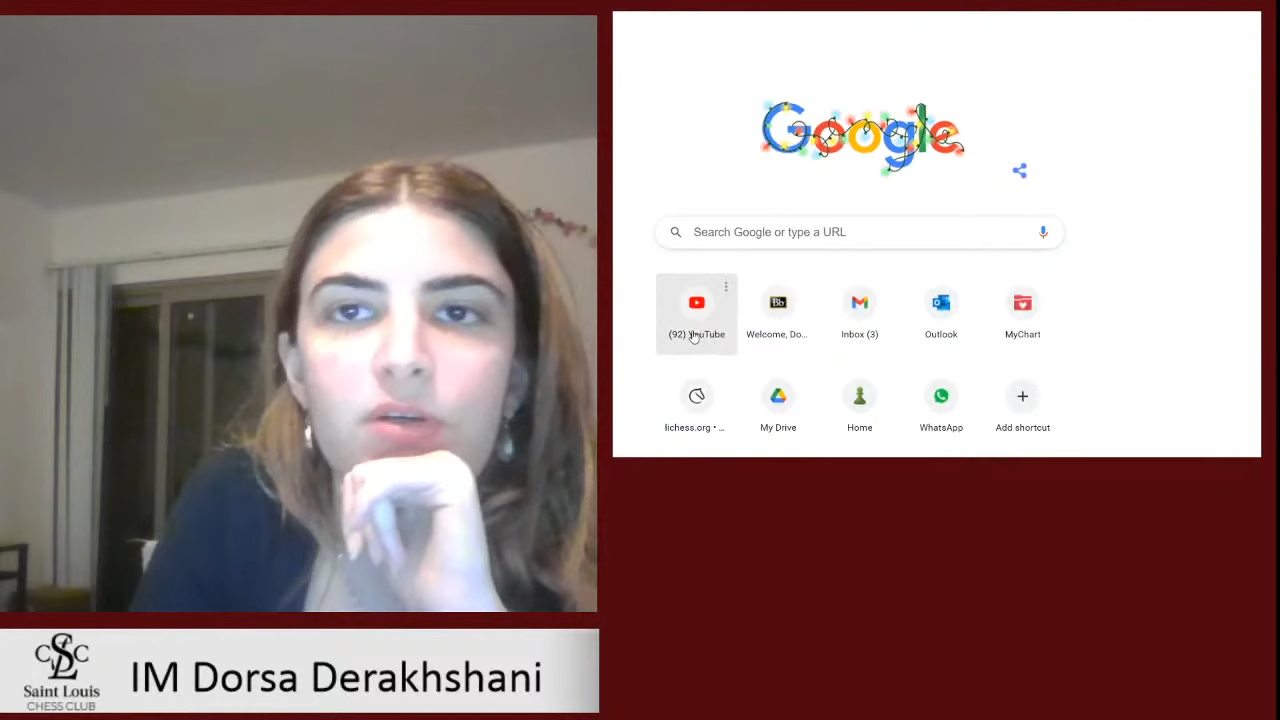 Google
Search Google or type a URL
(92) YouTube
Welcome, Do...
Inbox (3)
Outlook
MyChart
lichess.org • ...
My Drive
Home
WhatsApp
Add shortcut
CSLCC
Saint Louis
CHESS CLUB
IM Dorsa Derakhshani